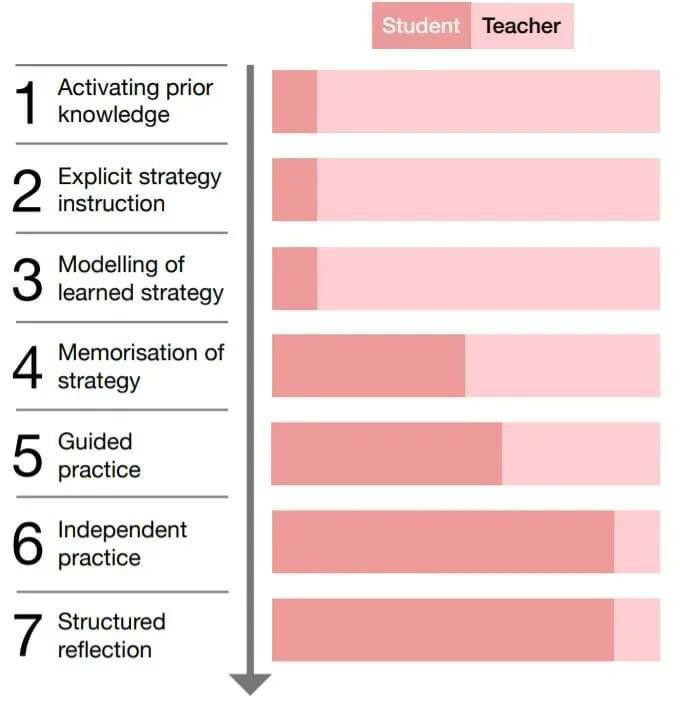 Student Teacher
1 Activating prior
knowledge
2 Explicit strategy
instruction
3 Modelling of
learned strategy
4 Memorisation of
strategy
5 Guided
practice
6 Independent
practice
7 Structured
reflection